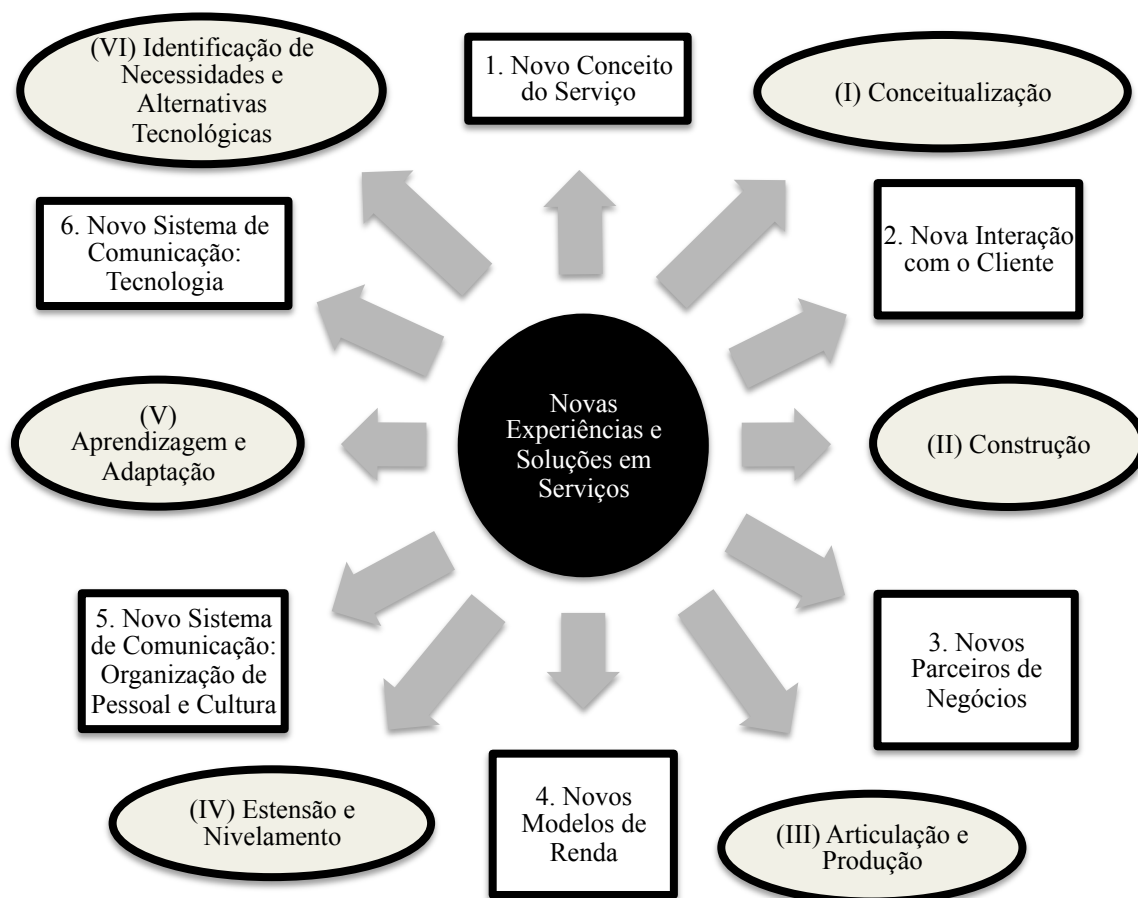 (VI) Identificação de
Necessidades e
Alternativas
Tecnológicas
1. Novo Conceito
do Serviço
(I) Conceitualização
6. Novo Sistema de
Comunicação:
Tecnologia
2. Nova Interação
com o Cliente
(V)
Aprendizagem e
Adaptação
Novas
Experiências e
Soluções em
Serviços
(II) Construção
5. Novo Sistema
de Comunicação:
Organização de
Pessoal e Cultura
3. Novos
Parceiros de
Negócios
(IV) Estensão e
Nivelamento
4. Novos
Modelos de
Renda
(III) Articulação e
Produção